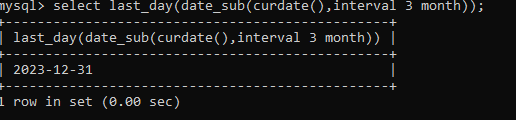 mysql> select last_day(date_sub(curdate(),interval 3 month));
+------------------------------------------------+
| last_day(date_sub(curdate(),interval 3 month)) |
+------------------------------------------------+
| 2023-12-31                                     |
+------------------------------------------------+
1 row in set (0.00 sec)